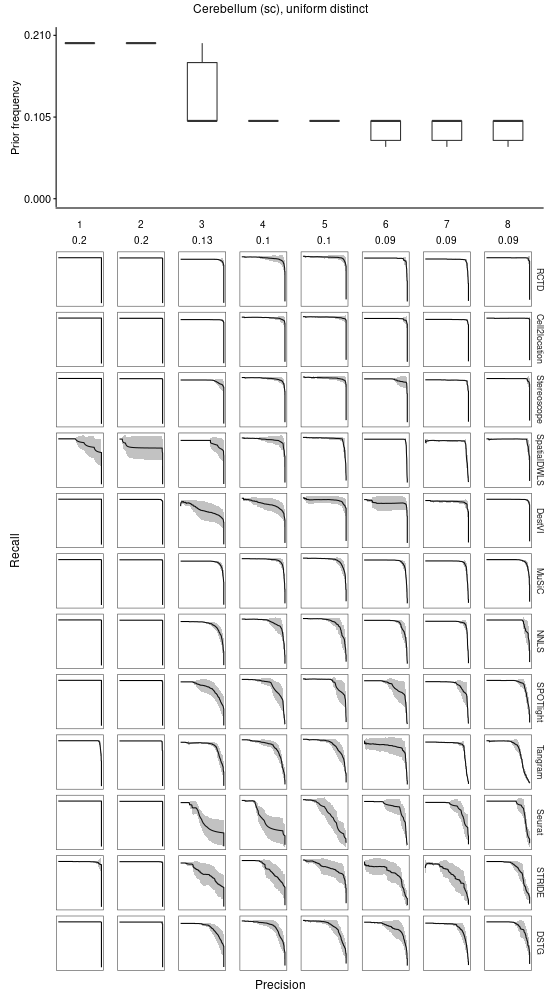 Cerebellum (sc), uniform distinct
0.210
0.105
0.000
Prior frequency
1 2 3 4 5 6 7 8
0.2 0.2 0.13 0.1 0.1 0.09 0.09 0.09
RCTD
Cell2location
Stereoscope
SpatialDWLS
DestVI
MuSiC
NNLS
SPOTlight
Tangram
Seurat
STRIDE
DSTG
Recall
Precision